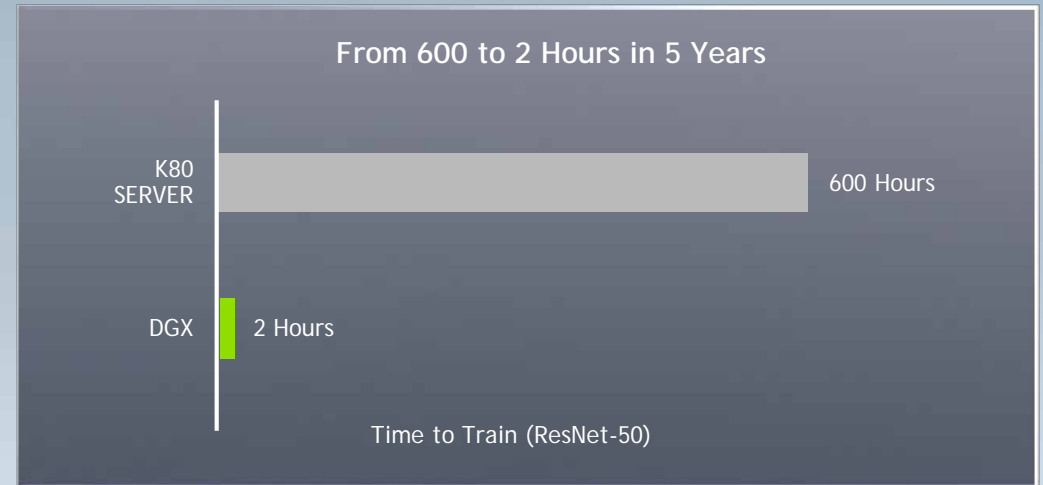 From 600 to 2 Hours in 5 Years
K80
SERVER
600 Hours
DGX
2 Hours
Time to Train (ResNet-50)